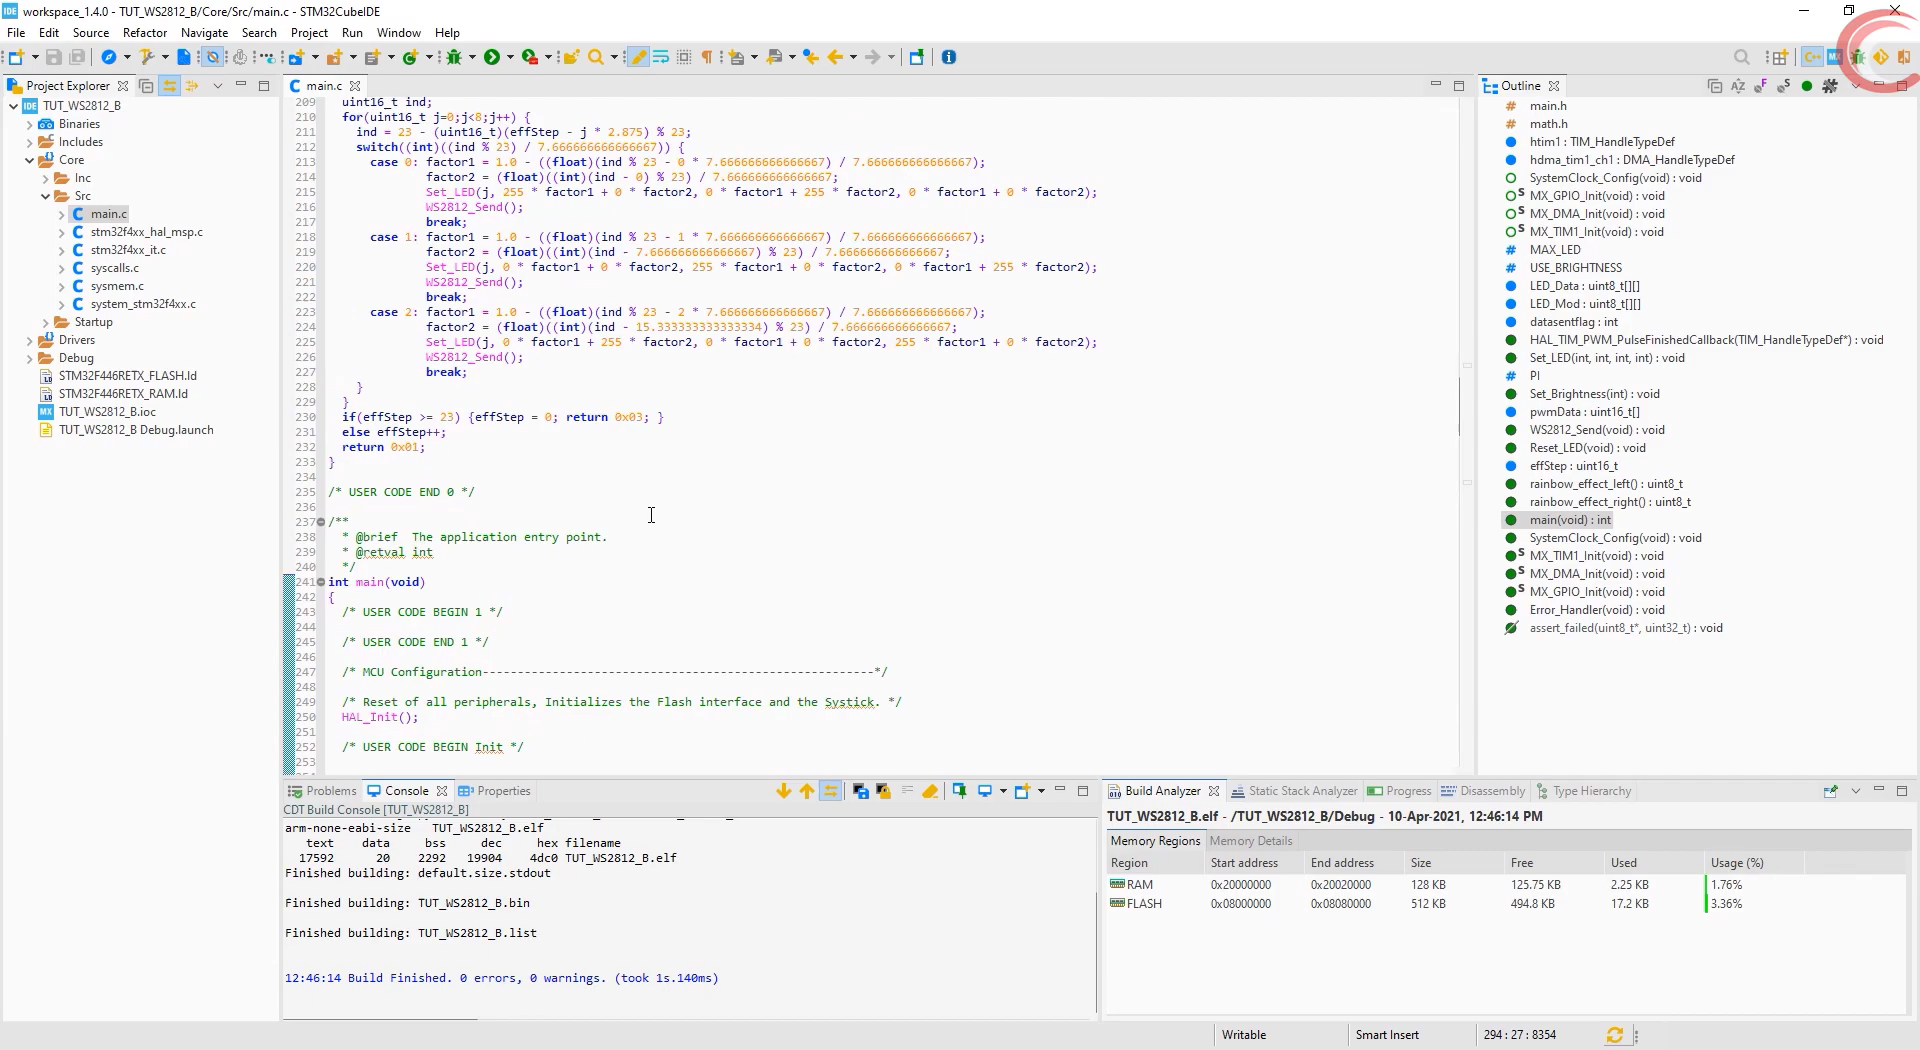 workspace_1.4.0 - TUT_WS2812_B/Core/Src/main.c - STM32CubeIDE
File Edit Source Refactor Navigate Search Project Run Window Help
Project Explorer
TUT_WS2812_B
Binaries
Includes
Core
Inc
Src
main.c
stm32f4xx_hal_msp.c
stm32f4xx_it.c
syscalls.c
sysmem.c
system_stm32f4xx.c
Startup
Drivers
Debug
STM32F446RETX_FLASH.ld
STM32F446RETX_RAM.ld
TUT_WS2812_B.ioc
TUT_WS2812_B Debug.launch
main.c
209 uint16_t ind;
210 for(uint16_t j=0;j<8;j++) {
211 ind = 23 - (uint16_t)(effStep - j * 2.875) % 23;
212 switch((int)((ind % 23) / 7.666666666666667)) {
213 case 0: factor1 = 1.0 - ((float)(ind % 23 - 0 * 7.666666666666667) / 7.666666666666667);
214 factor2 = (float)((int)(ind - 0) % 23) / 7.666666666666667;
215 Set_LED(j, 255 * factor1 + 0 * factor2, 0 * factor1 + 255 * factor2, 0 * factor1 + 0 * factor2);
216 WS2812_Send();
217 break;
218 case 1: factor1 = 1.0 - ((float)(ind % 23 - 1 * 7.666666666666667) / 7.666666666666667);
219 factor2 = (float)((int)(ind - 7.666666666666667) % 23) / 7.666666666666667;
220 Set_LED(j, 0 * factor1 + 0 * factor2, 255 * factor1 + 0 * factor2, 0 * factor1 + 255 * factor2);
221 WS2812_Send();
222 break;
223 case 2: factor1 = 1.0 - ((float)(ind % 23 - 2 * 7.666666666666667) / 7.666666666666667);
224 factor2 = (float)((int)(ind - 15.333333333333334) % 23) / 7.666666666666667;
225 Set_LED(j, 0 * factor1 + 255 * factor2, 0 * factor1 + 0 * factor2, 255 * factor1 + 0 * factor2);
226 WS2812_Send();
227 break;
228 }
229 }
230 if(effStep >= 23) {effStep = 0; return 0x03; }
231 else effStep++;
232 return 0x01;
233 }
234
235 /* USER CODE END 0 */
236
237 /**
238 * @brief The application entry point.
239 * @retval int
240 */
241 int main(void)
242 {
243 /* USER CODE BEGIN 1 */
244
245 /* USER CODE END 1 */
246
247 /* MCU Configuration--------------------------------------------------------*/
248
249 /* Reset of all peripherals, Initializes the Flash interface and the Systick. */
250 HAL_Init();
251
252 /* USER CODE BEGIN Init */
253
Outline
main.h
math.h
htim1 : TIM_HandleTypeDef
hdma_tim1_ch1 : DMA_HandleTypeDef
SystemClock_Config(void) : void
MX_GPIO_Init(void) : void
MX_DMA_Init(void) : void
MX_TIM1_Init(void) : void
MAX_LED
USE_BRIGHTNESS
LED_Data : uint8_t[][]
LED_Mod : uint8_t[][]
datasentflag : int
HAL_TIM_PWM_PulseFinishedCallback(TIM_HandleTypeDef*) : void
Set_LED(int, int, int, int) : void
PI
Set_Brightness(int) : void
pwmData : uint16_t[]
WS2812_Send(void) : void
Reset_LED(void) : void
effStep : uint16_t
rainbow_effect_left() : uint8_t
rainbow_effect_right() : uint8_t
main(void) : int
SystemClock_Config(void) : void
MX_TIM1_Init(void) : void
MX_DMA_Init(void) : void
MX_GPIO_Init(void) : void
Error_Handler(void) : void
assert_failed(uint8_t*, uint32_t) : void
Problems Console Properties
CDT Build Console [TUT_WS2812_B]
arm-none-eabi-size TUT_WS2812_B.elf
text data bss dec hex filename
17592 20 2292 19904 4dc0 TUT_WS2812_B.elf
Finished building: default.size.stdout
Finished building: TUT_WS2812_B.bin
Finished building: TUT_WS2812_B.list
12:46:14 Build Finished. 0 errors, 0 warnings. (took 1s.140ms)
Build Analyzer Static Stack Analyzer Progress Disassembly Type Hierarchy
TUT_WS2812_B.elf - /TUT_WS2812_B/Debug - 10-Apr-2021, 12:46:14 PM
Memory Regions Memory Details
Region Start address End address Size Free Used Usage (%)
RAM 0x20000000 0x20020000 128 KB 125.75 KB 2.25 KB 1.76%
FLASH 0x08000000 0x08080000 512 KB 494.8 KB 17.2 KB 3.36%
Writable Smart Insert 294 : 27 : 8354